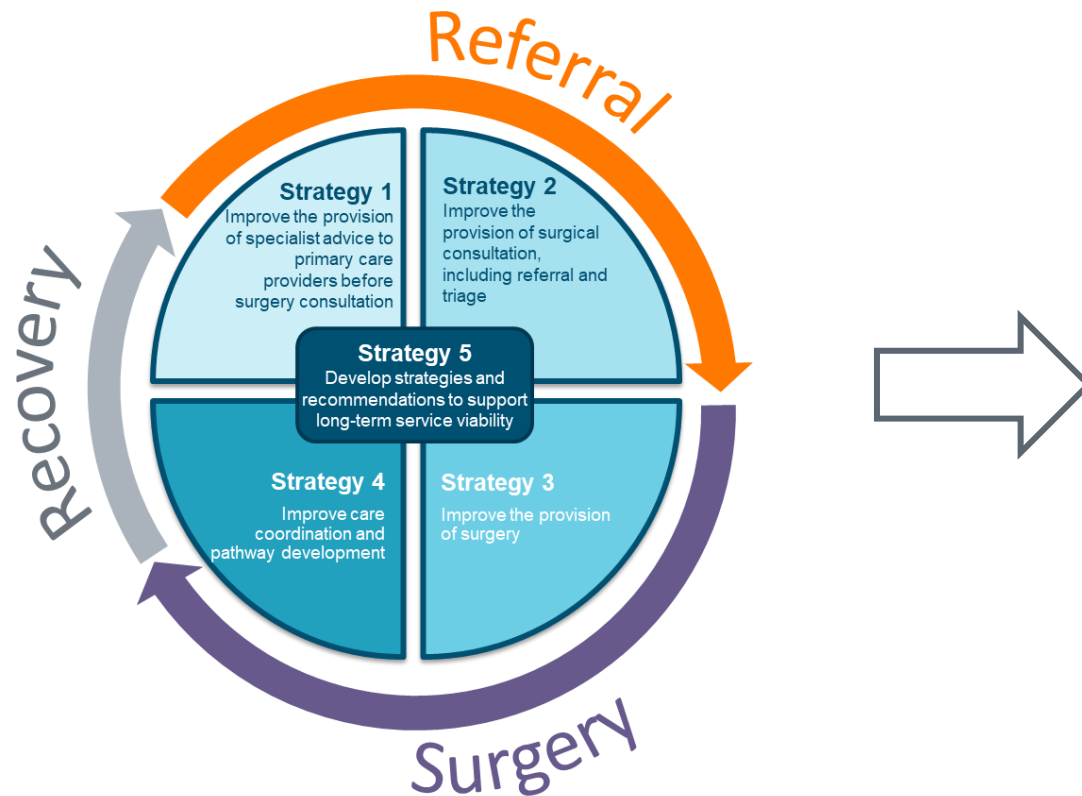 Referral
Strategy 1
Improve the provision
of specialist advice to
primary care
providers before
surgery consultation
Strategy 2
Improve the
provision of surgical
consultation,
including referral and
triage
Recovery
Strategy 5
Develop strategies and
recommendations to support
long-term service viability
Strategy 4
Improve care
coordination and
pathway development
Strategy 3
Improve the provision
of surgery
Surgery